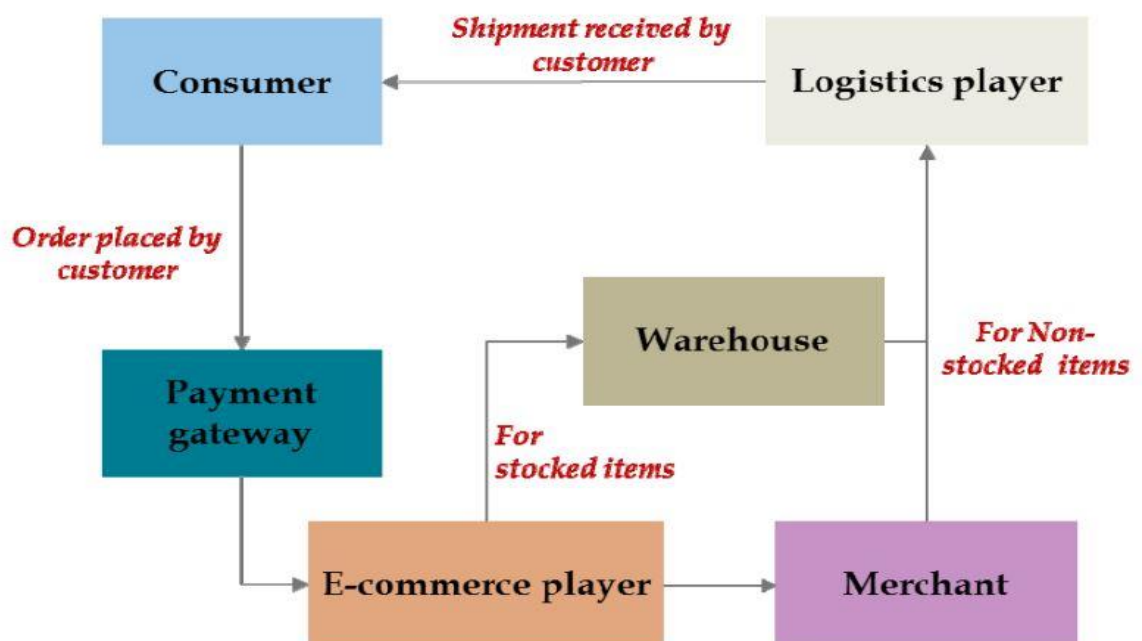 Shipment received by
customer
Consumer
Logistics player
Order placed by
customer
Warehouse
For Non-
stocked items
Payment
gateway
For
stocked items
E-commerce player
Merchant